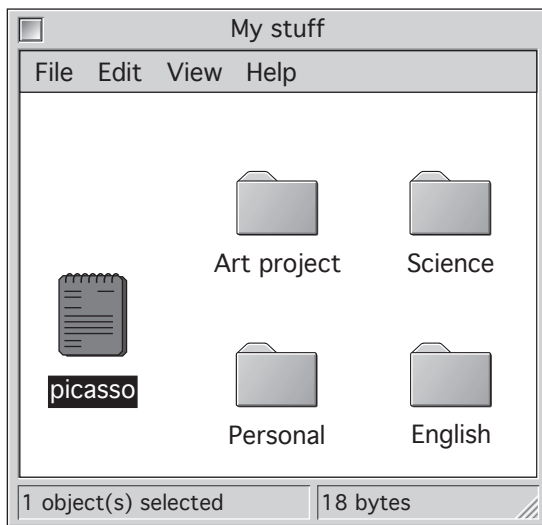 My stuff
File Edit View Help
Art project
Science
picasso
Personal
English
1 object(s) selected
18 bytes